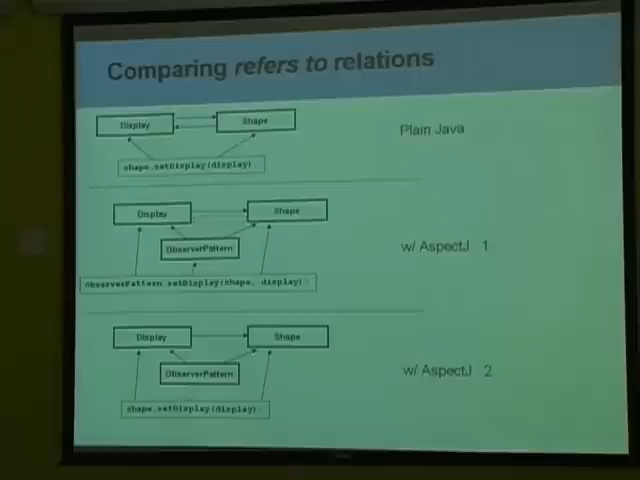 Comparing refers to relations
Display
Shape
Plain Java
shape.setDisplay(display)
Display
Shape
ObserverPattern
w/ AspectJ 1
ObserverPattern setDisplay(shape, display);
Display
Shape
ObserverPattern
w/ AspectJ 2
shape.setDisplay(display)